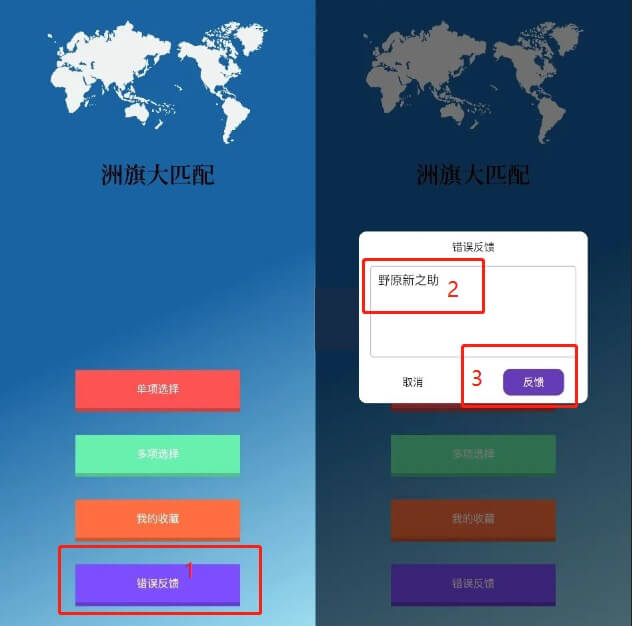 洲旗大匹配
单项选择
多项选择
我的收藏
错误反馈
1
洲旗大匹配
错误反馈
野原新之助
2
取消
3
反馈
多项选择
我的收藏
错误反馈